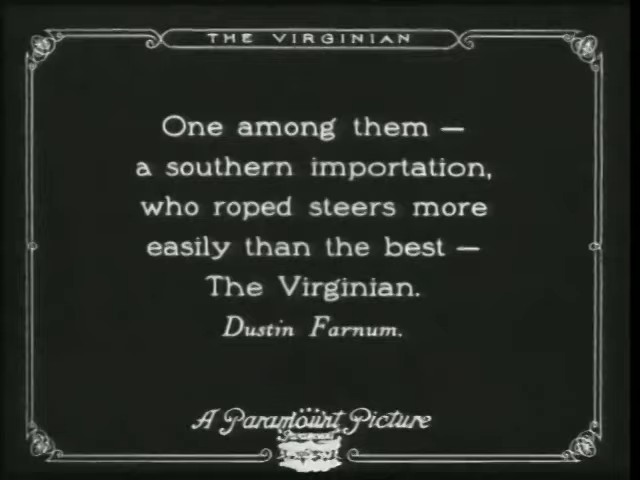 THE VIRGINIAN
One among them —
a southern importation,
who roped steers more
easily than the best —
The Virginian.
Dustin Farnum.
A Paramount Picture